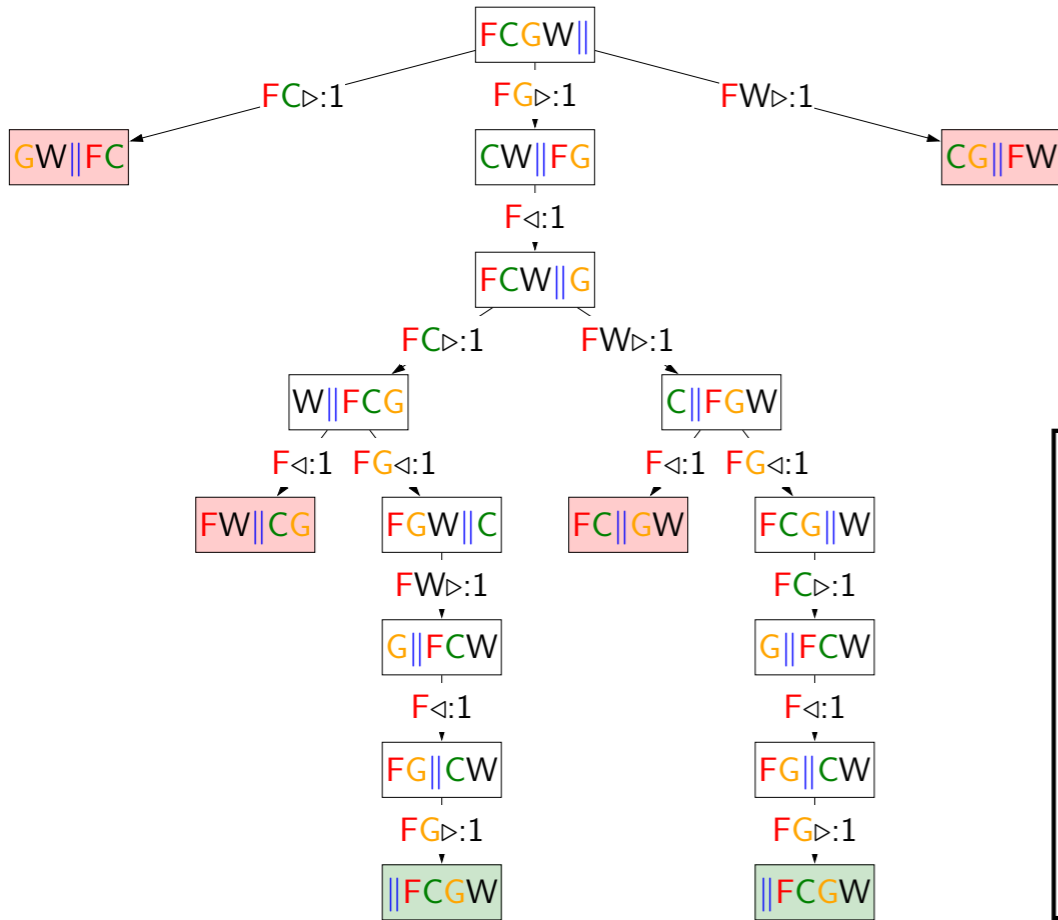 FCGW||
FC▷:1 FG▷:1 FW▷:1
GW||FC CW||FG CG||FW
F◁:1
FCW||G
FC▷:1 FW▷:1
W||FCG C||FGW
F◁:1 FG◁:1 F◁:1 FG◁:1
FW||CG FGW||C FC||GW FCG||W
FW▷:1 FC▷:1
G||FCW G||FCW
F◁:1 F◁:1
FG||CW FG||CW
FG▷:1 FG▷:1
||FCGW ||FCGW